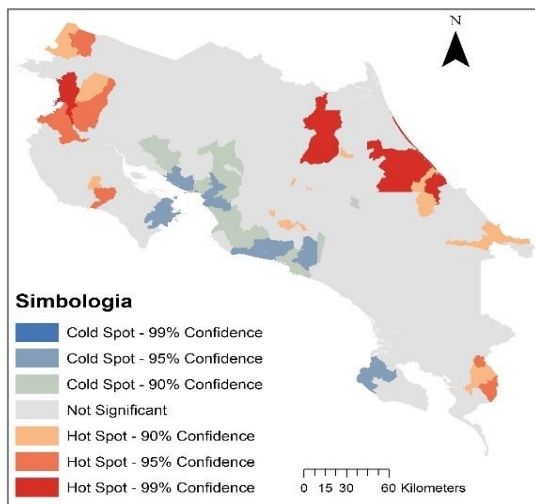 N
Simbologia
Cold Spot - 99% Confidence
Cold Spot - 95% Confidence
Cold Spot - 90% Confidence
Not Significant
Hot Spot - 90% Confidence
Hot Spot - 95% Confidence
Hot Spot - 99% Confidence
0 15 30 60 Kilometers